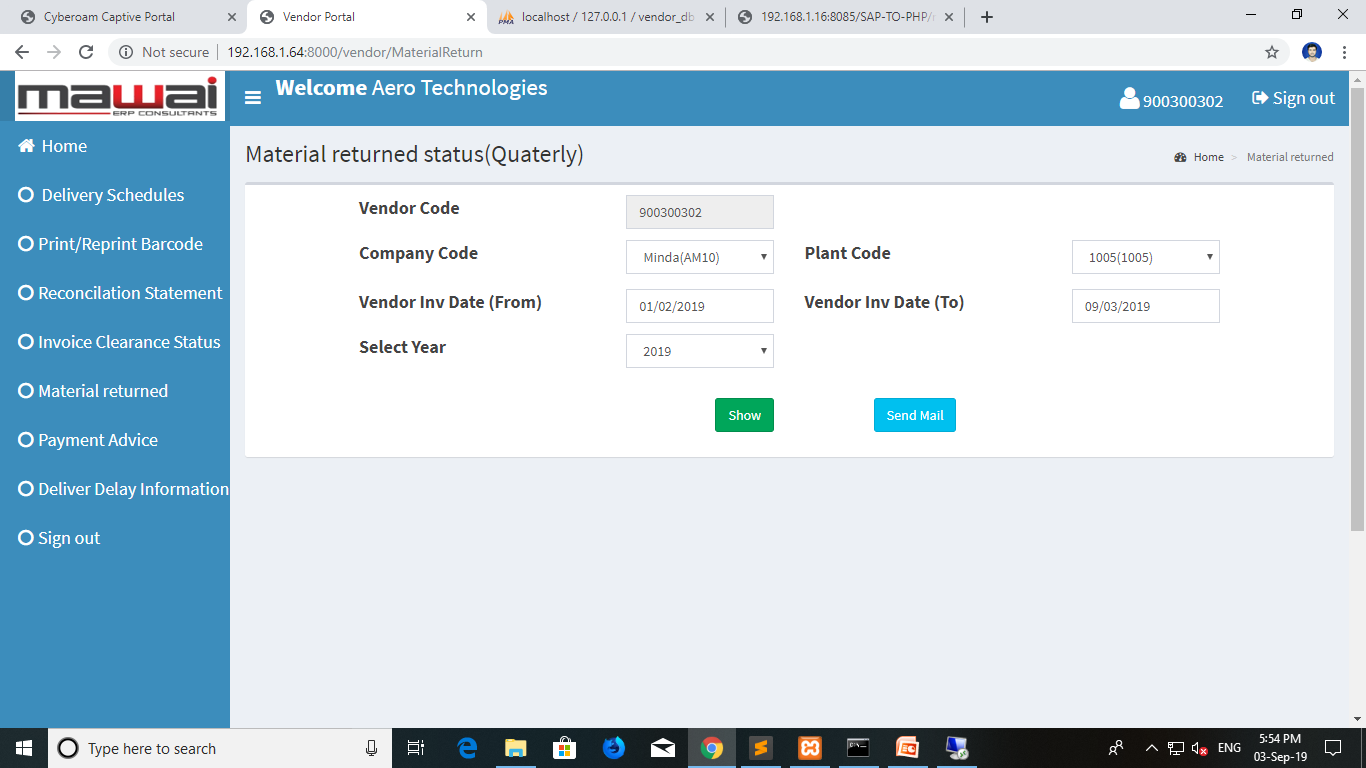 Cyberoam Captive Portal
Vendor Portal
localhost / 127.0.0.1 / vendor_db
192.168.1.16:8085/SAP-TO-PHP/
Not secure
192.168.1.64:8000/vendor/MaterialReturn
mawai
ERP CONSULTANTS
Welcome Aero Technologies
900300302
Sign out
Home
Delivery Schedules
Print/Reprint Barcode
Reconcilation Statement
Invoice Clearance Status
Material returned
Payment Advice
Deliver Delay Information
Sign out
Material returned status(Quaterly)
Home > Material returned
Vendor Code
900300302
Company Code
Minda(AM10)
Plant Code
1005(1005)
Vendor Inv Date (From)
01/02/2019
Vendor Inv Date (To)
09/03/2019
Select Year
2019
Show
Send Mail
Type here to search
ENG
5:54 PM
03-Sep-19